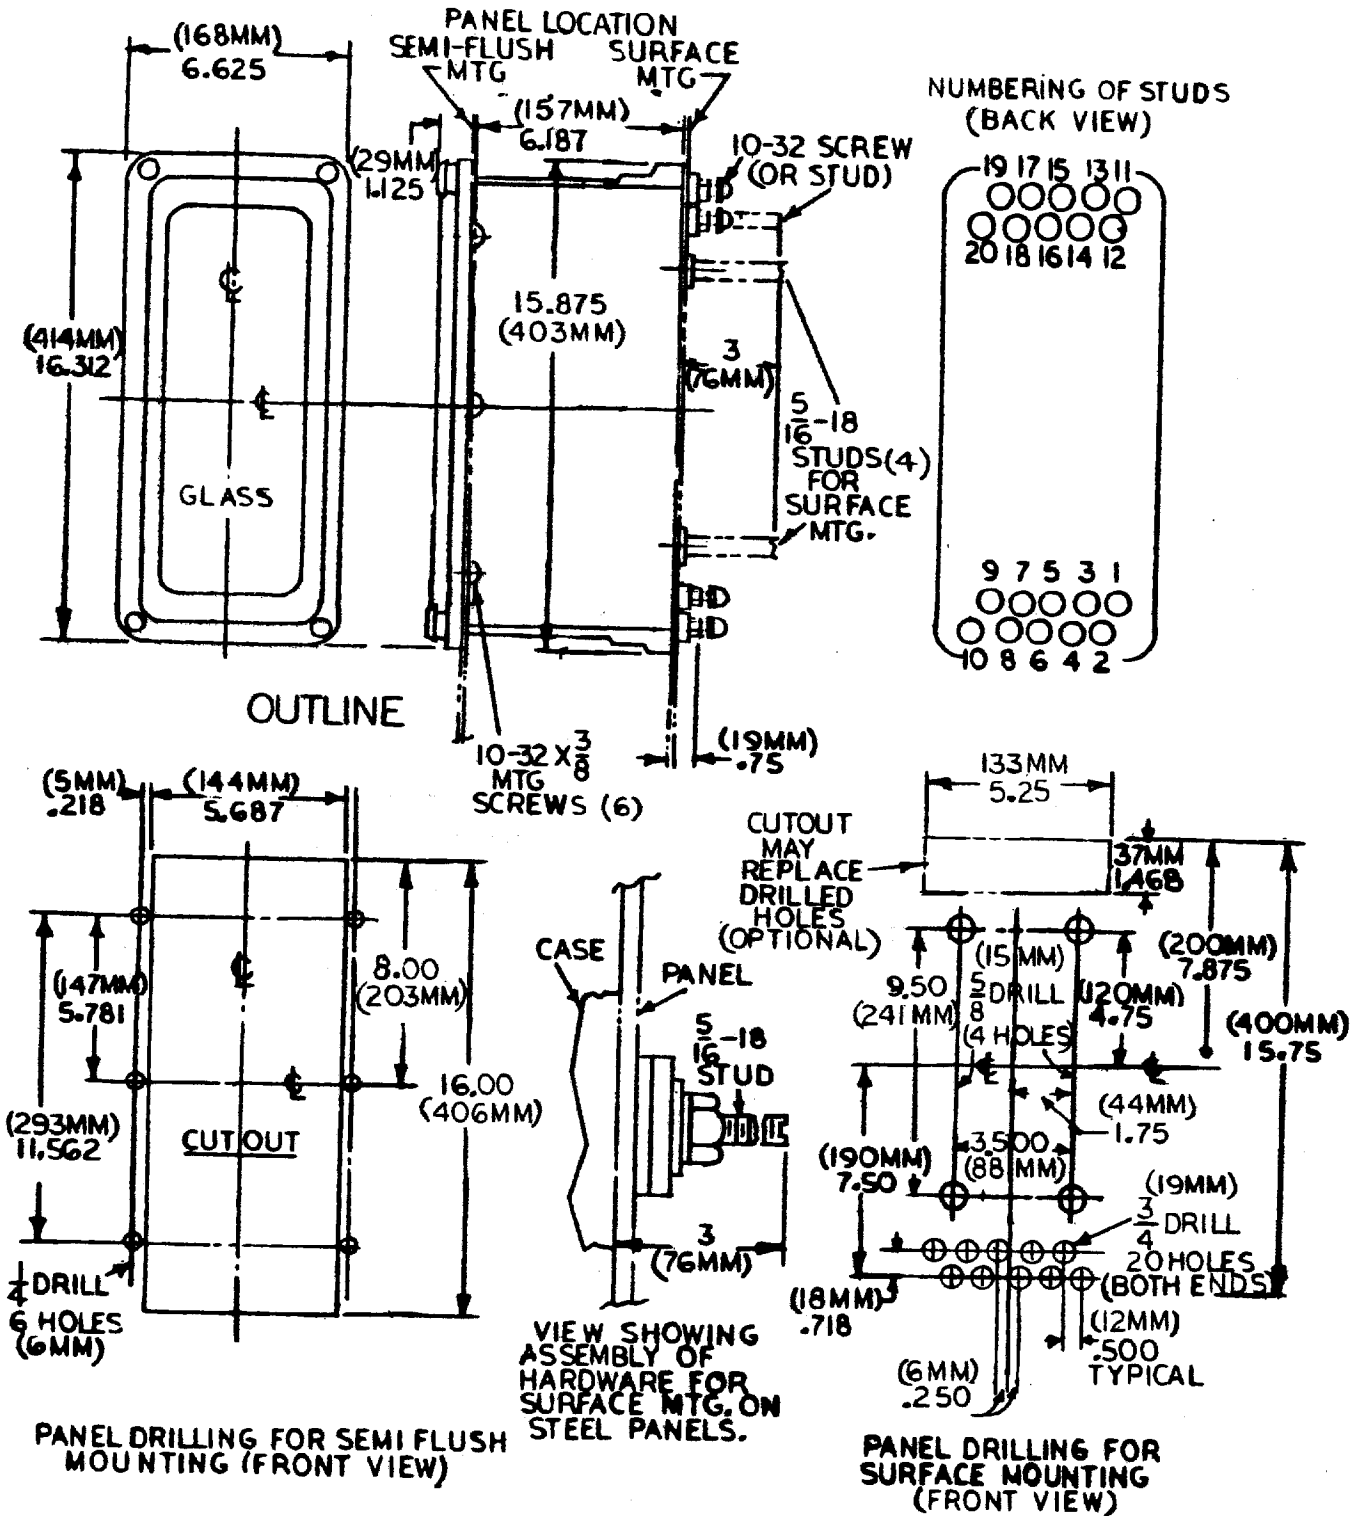 PANEL LOCATION
SEMI-FLUSH
MTG
SURFACE
MTG
(168MM)
6.625
(157MM)
6.187
(29MM
1.125
10-32 SCREW
(OR STUD)
NUMBERING OF STUDS
(BACK VIEW)
19 17 15 13 11
20 18 16 14 12
(414MM)
16.312
15.875
(403MM)
3
(76MM)
5/16-18
STUDS(4)
FOR
SURFACE
MTG.
GLASS
9 7 5 3 1
10 8 6 4 2
OUTLINE
10-32 X 3/8
MTG
SCREWS (6)
(19MM)
.75
(5MM)
.218
(144MM)
5.687
8.00
(203MM)
(147MM)
5.781
16.00
(406MM)
(293MM)
11.562
CUTOUT
1/4 DRILL
6 HOLES
(6MM)
PANEL DRILLING FOR SEMI FLUSH
MOUNTING (FRONT VIEW)
CASE
PANEL
5/16-18
STUD
3
(76MM)
VIEW SHOWING
ASSEMBLY OF
HARDWARE FOR
SURFACE MTG. ON
STEEL PANELS.
133MM
5.25
CUTOUT
MAY
REPLACE
DRILLED
HOLES
(OPTIONAL)
37MM
1.468
(200MM)
7.875
(400MM)
15.75
9.50
(241MM)
(15MM)
5/8 DRILL
(4 HOLES)
(120MM)
4.75
(44MM)
1.75
3.500
(88MM)
(190MM)
7.50
(19MM)
3/4 DRILL
20 HOLES
(BOTH ENDS)
(18MM)
.718
(12MM)
.500
TYPICAL
(6MM)
.250
PANEL DRILLING FOR
SURFACE MOUNTING
(FRONT VIEW)